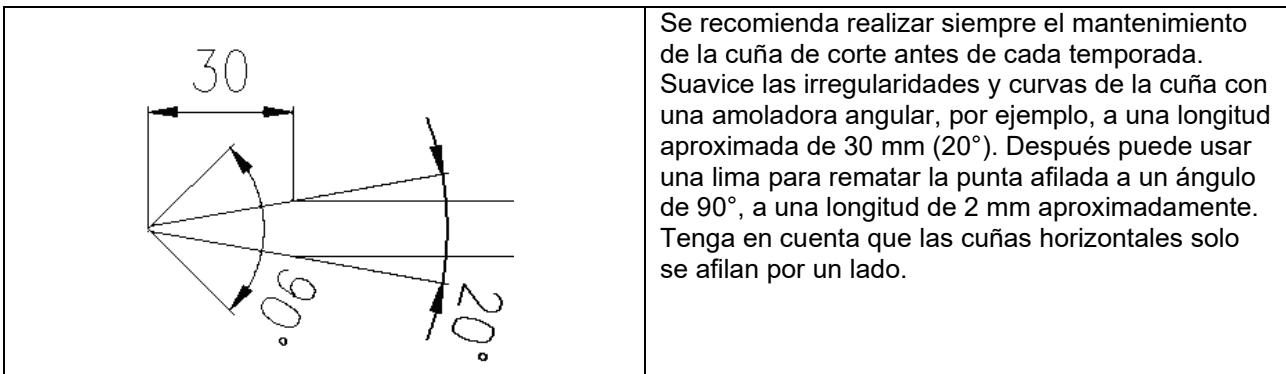 30
90°
20°
Se recomienda realizar siempre el mantenimiento
de la cuña de corte antes de cada temporada.
Suavice las irregularidades y curvas de la cuña con
una amoladora angular, por ejemplo, a una longitud
aproximada de 30 mm (20°). Después puede usar
una lima para rematar la punta afilada a un ángulo
de 90°, a una longitud de 2 mm aproximadamente.
Tenga en cuenta que las cuñas horizontales solo
se afilan por un lado.